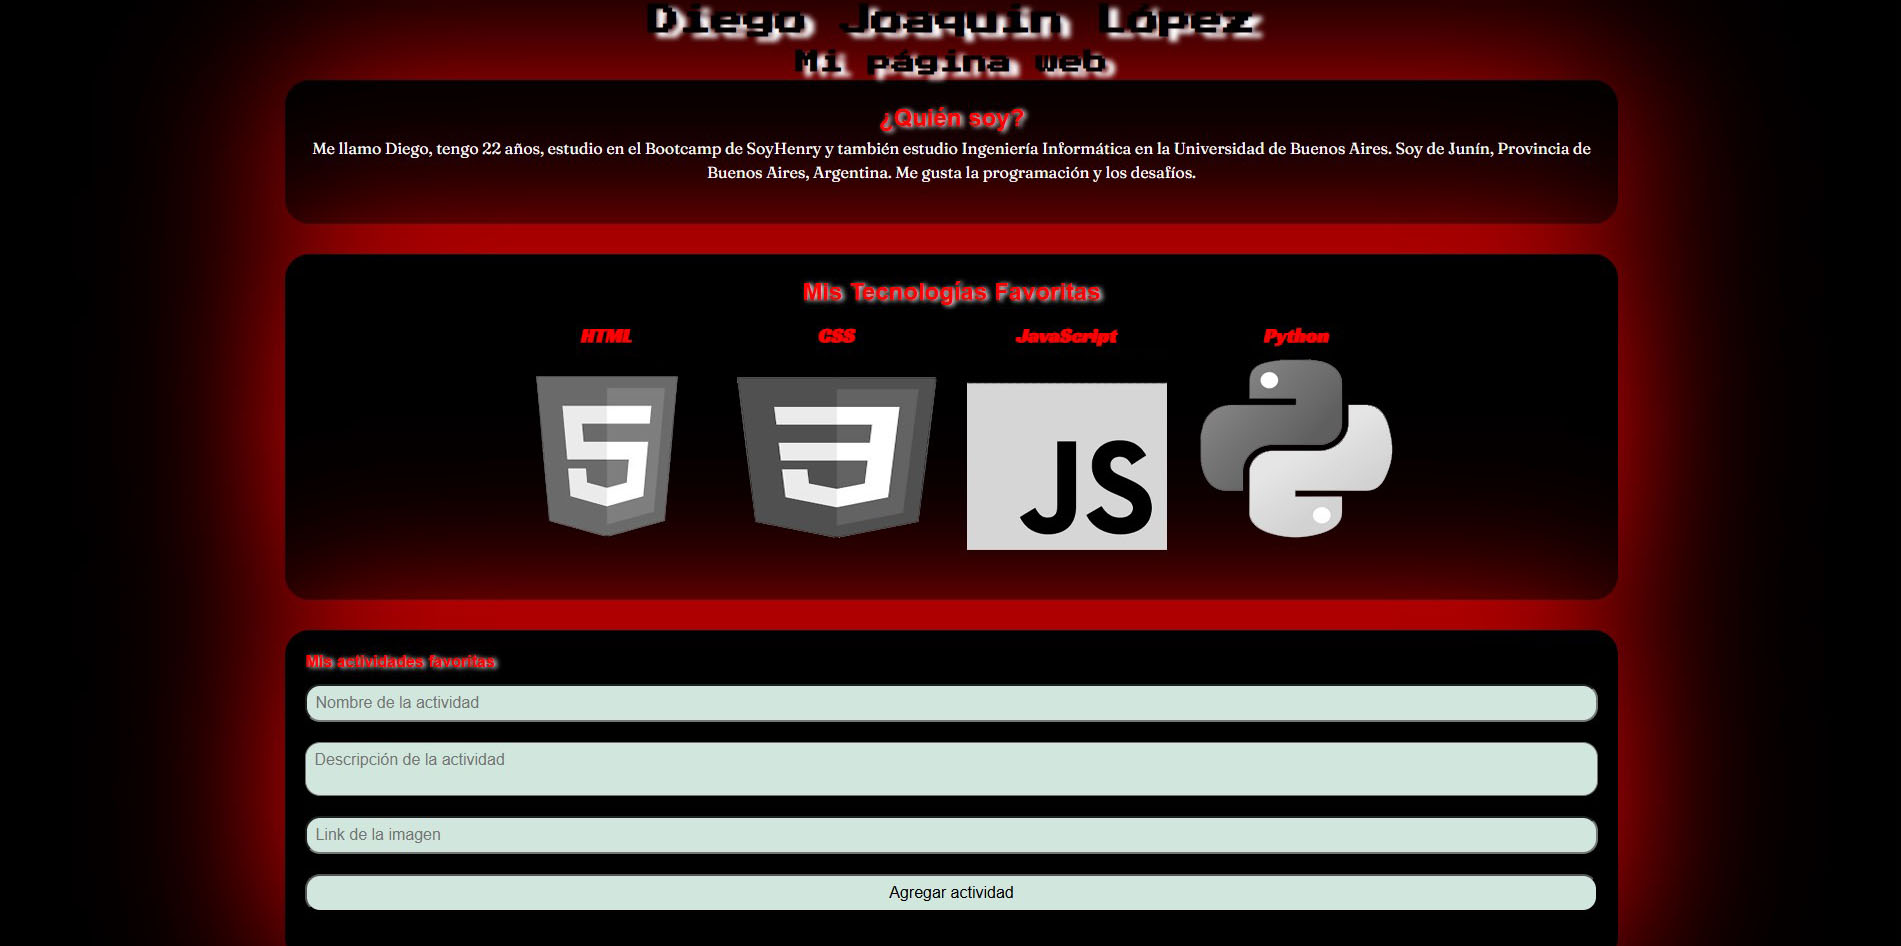 Diego Joaquin López
Mi página web
¿Quién soy?
Me llamo Diego, tengo 22 años, estudio en el Bootcamp de SoyHenry y también estudio Ingeniería Informática en la Universidad de Buenos Aires. Soy de Junín, Provincia de
Buenos Aires, Argentina. Me gusta la programación y los desafíos.
Mis Tecnologías Favoritas
HTML CSS JavaScript Python
5 3 JS
Mis actividades favoritas
Nombre de la actividad
Descripción de la actividad
Link de la imagen
Agregar actividad